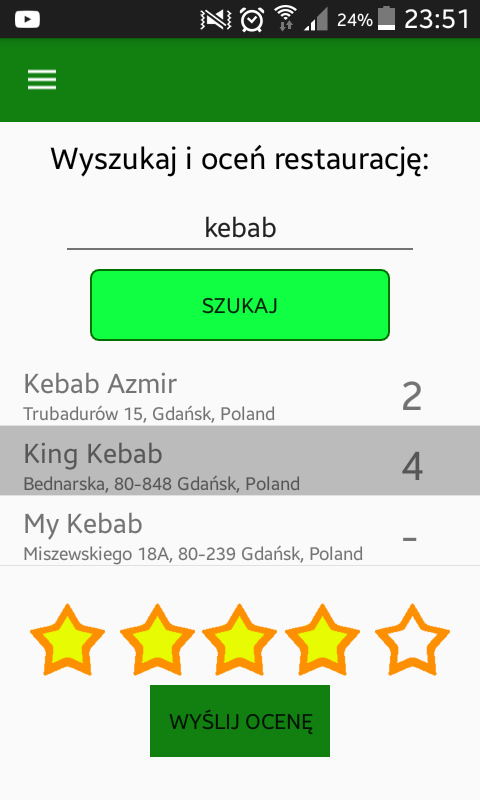 24% 23:51
Wyszukaj i oceń restaurację:
kebab
SZUKAJ
Kebab Azmir 2
Trubadurów 15, Gdańsk, Poland
King Kebab 4
Bednarska, 80-848 Gdańsk, Poland
My Kebab -
Miszewskiego 18A, 80-239 Gdańsk, Poland
WYŚLIJ OCENĘ